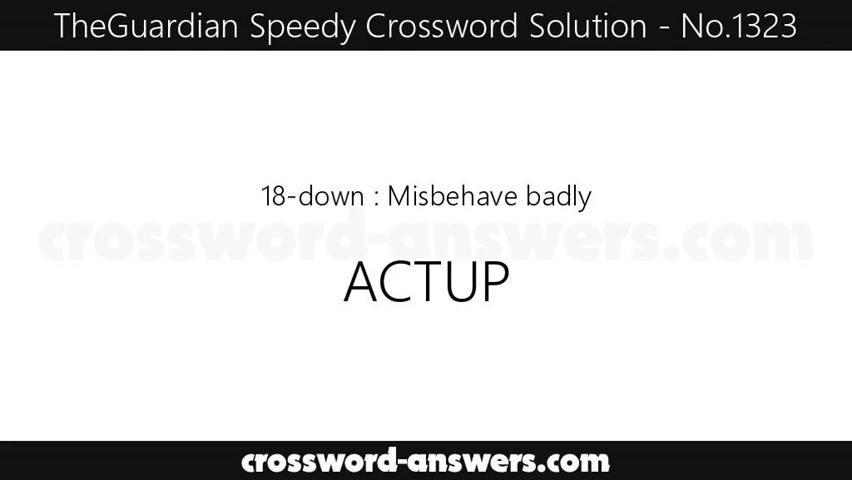 TheGuardian Speedy Crossword Solution - No.1323
18-down : Misbehave badly
crossword-answers.com
ACTUP
crossword-answers.com